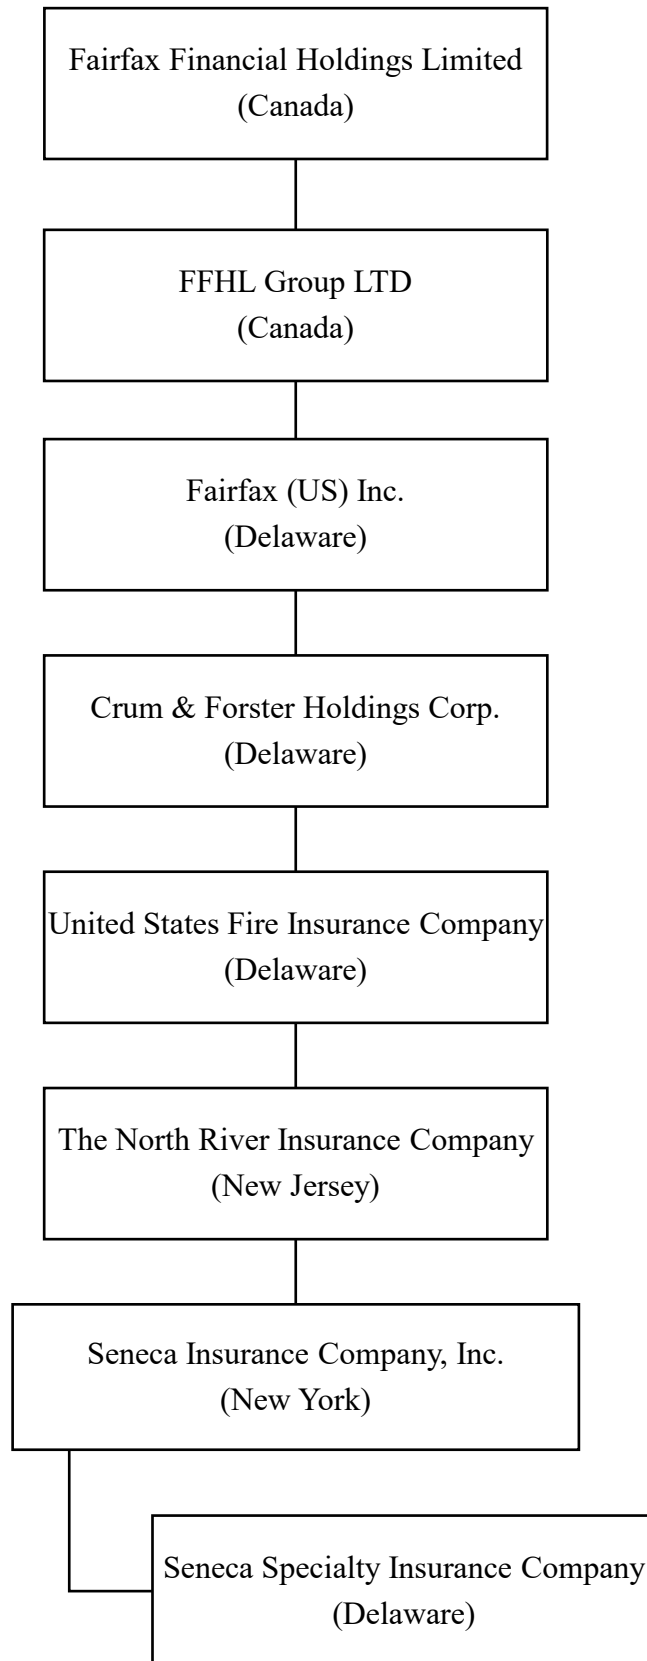 Fairfax Financial Holdings Limited
(Canada)
FFHL Group LTD
(Canada)
Fairfax (US) Inc.
(Delaware)
Crum & Forster Holdings Corp.
(Delaware)
United States Fire Insurance Company
(Delaware)
The North River Insurance Company
(New Jersey)
Seneca Insurance Company, Inc.
(New York)
Seneca Specialty Insurance Company
(Delaware)